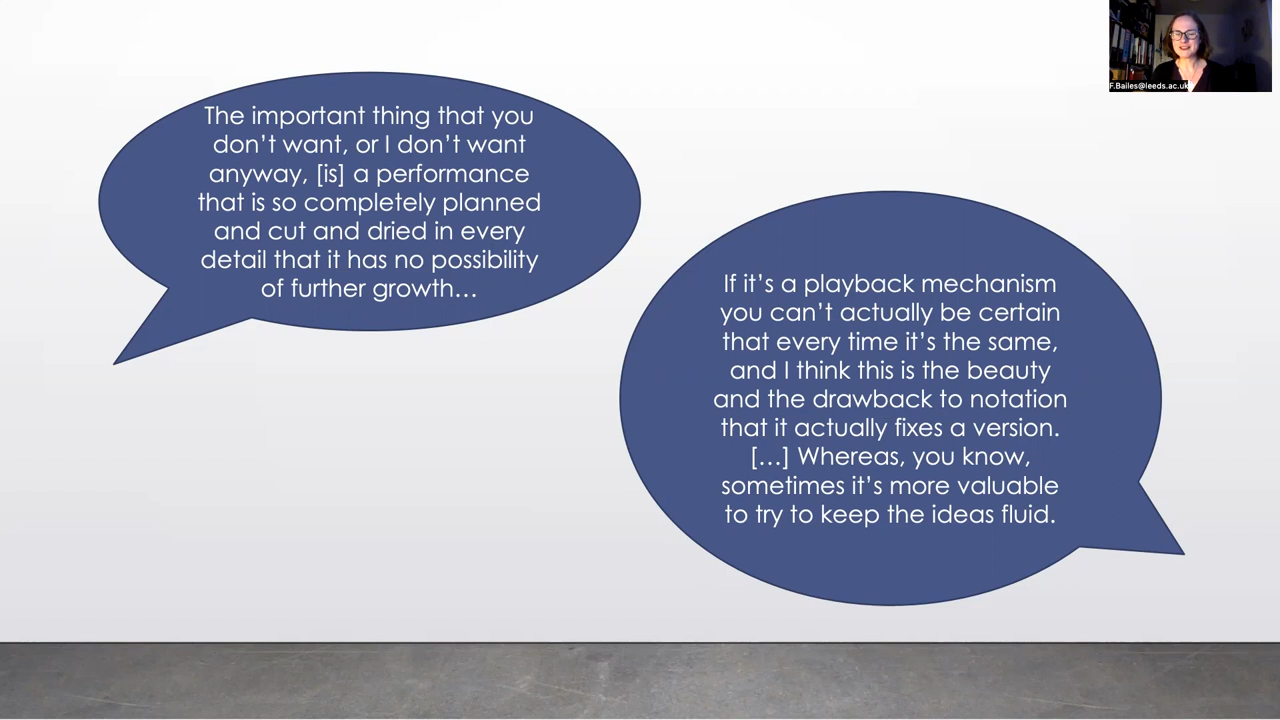 The important thing that you
don't want, or I don't want
anyway, [is] a performance
that is so completely planned
and cut and dried in every
detail that it has no possibility
of further growth…
If it's a playback mechanism
you can't actually be certain
that every time it's the same,
and I think this is the beauty
and the drawback to notation
that it actually fixes a version.
[…] Whereas, you know,
sometimes it's more valuable
to try to keep the ideas fluid.
F.Bailes@leeds.ac.uk